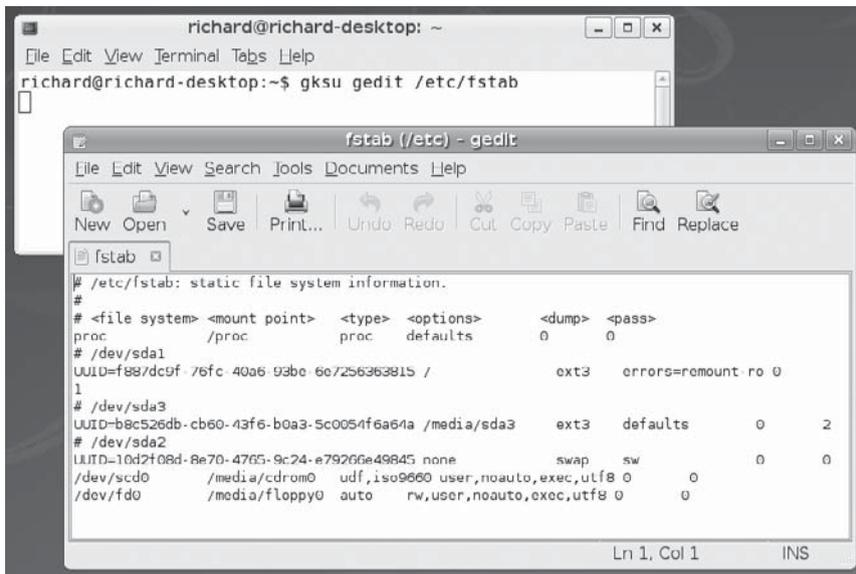 richard@richard-desktop: ~
File Edit View Terminal Tabs Help
richard@richard-desktop:~$ gksu gedit /etc/fstab
fstab (/etc) - gedit
File Edit View Search Tools Documents Help
New Open Save Print... Undo Redo Cut Copy Paste Find Replace
fstab
# /etc/fstab: static file system information.
#
# <file system> <mount point> <type> <options> <dump> <pass>
proc /proc proc defaults 0 0
# /dev/sda1
UUID=f887dc9f-76fc-40a6-93be-6e7256363815 / ext3 errors=remount-ro 0
1
# /dev/sda3
UUID=b8c526db-cb60-43f6-b0a3-5c0054f6a64a /media/sda3 ext3 defaults 0 2
# /dev/sda2
UUID=10d2f08d-8e70-4765-9c24-e79266e49845 none swap sw 0 0
/dev/scd0 /media/cdrom0 udf,iso9660 user,noauto,exec,utf8 0 0
/dev/fd0 /media/floppy0 auto rw,user,noauto,exec,utf8 0 0
Ln 1, Col 1 INS